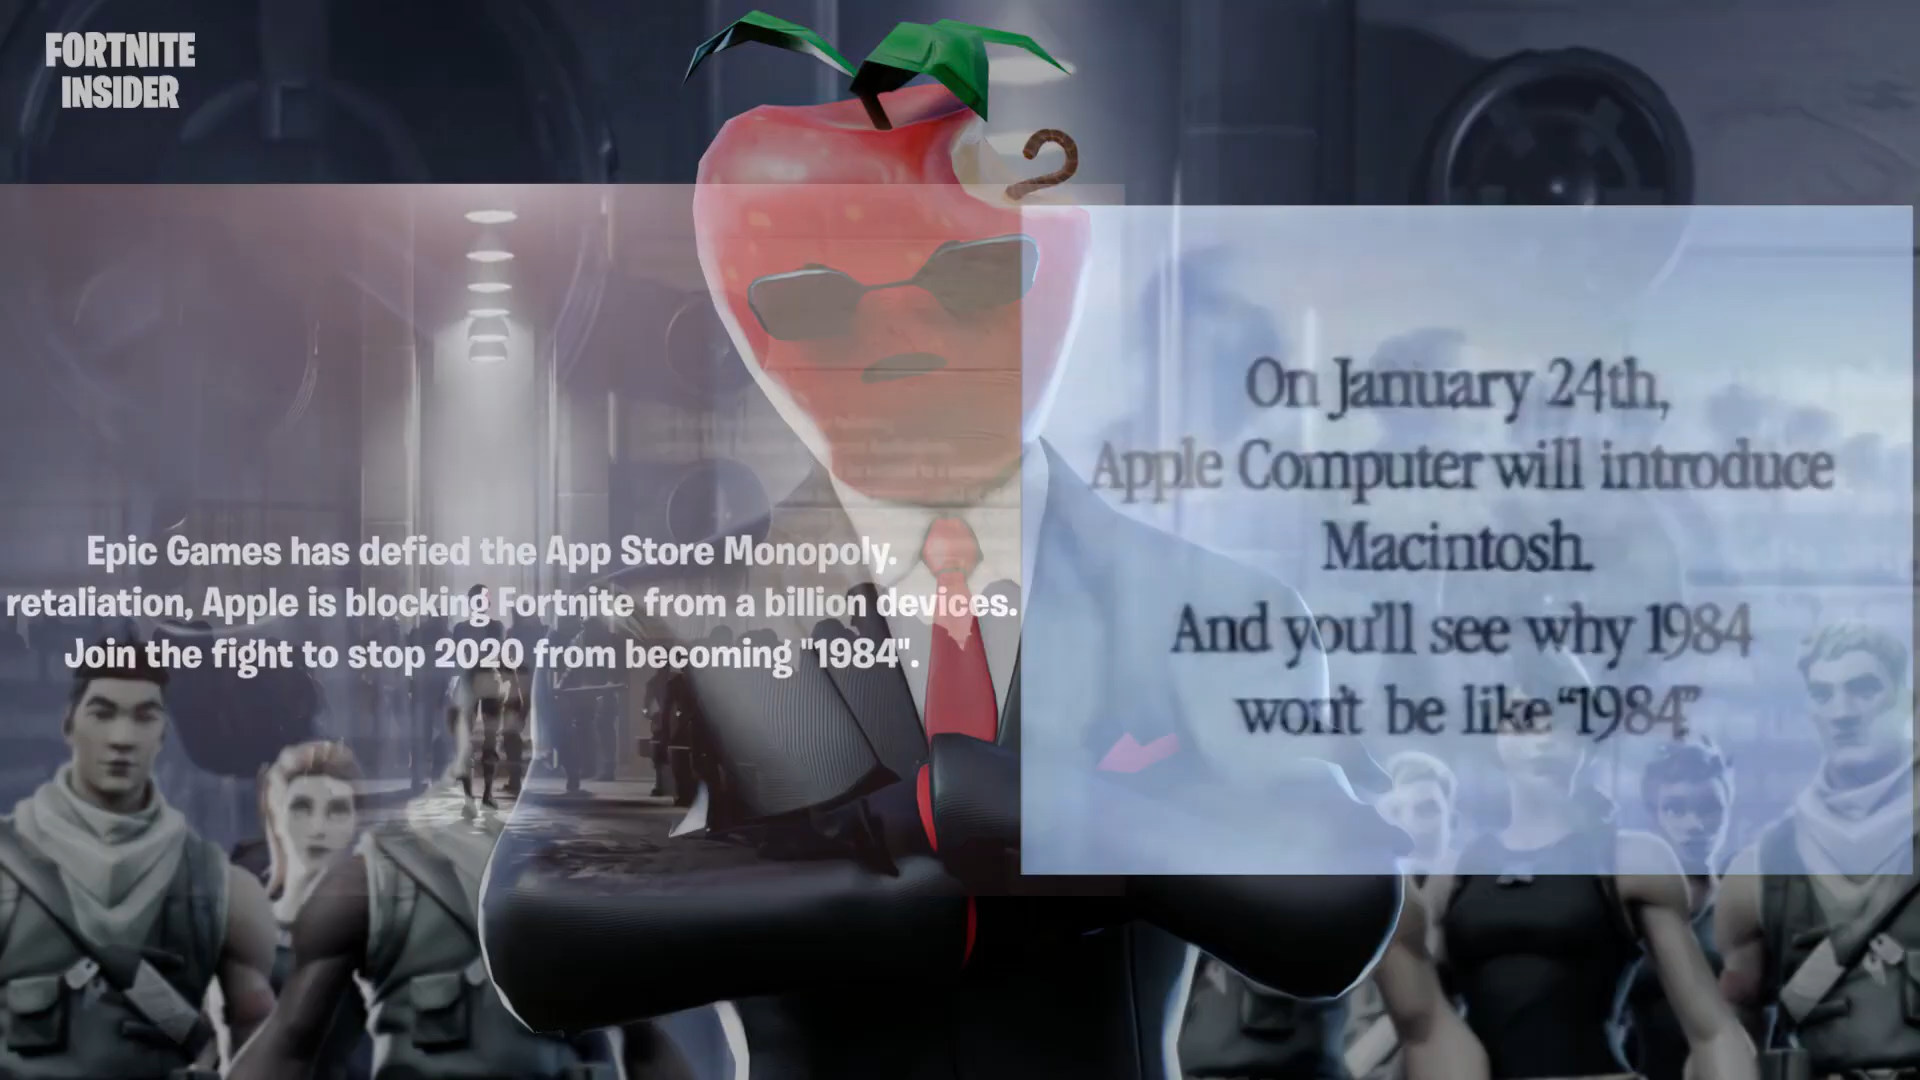 FORTNITE
INSIDER
Epic Games has defied the App Store Monopoly.
retaliation, Apple is blocking Fortnite from a billion devices.
Join the fight to stop 2020 from becoming "1984".
On January 24th,
Apple Computer will introduce
Macintosh.
And you'll see why 1984
won't be like “1984”